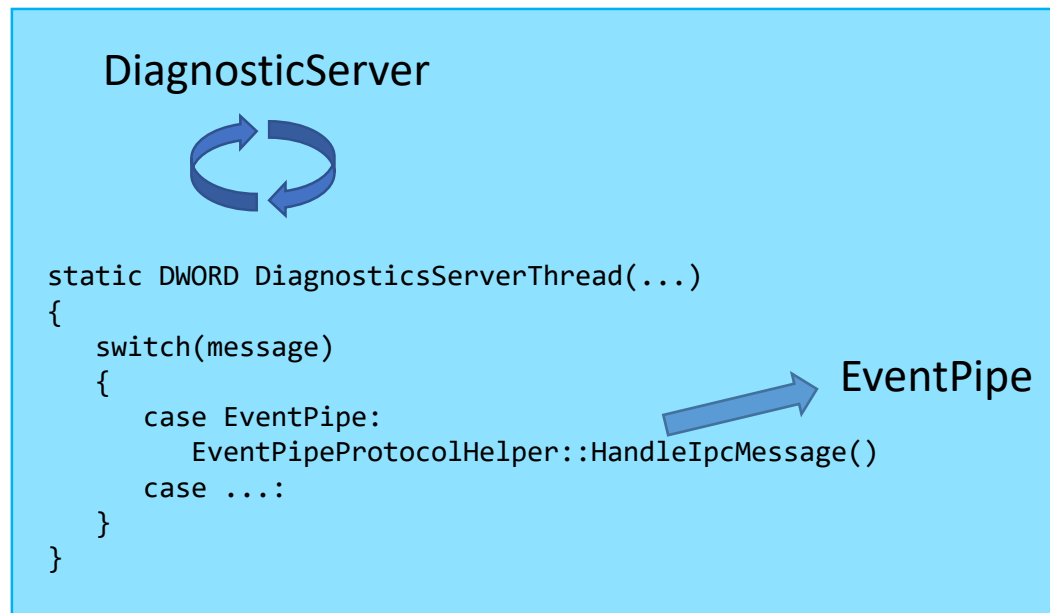 DiagnosticServer
static DWORD DiagnosticsServerThread(...)
{
   switch(message)
   {
EventPipe
      case EventPipe:
         EventPipeProtocolHelper::HandleIpcMessage()
      case ...:
   }
}